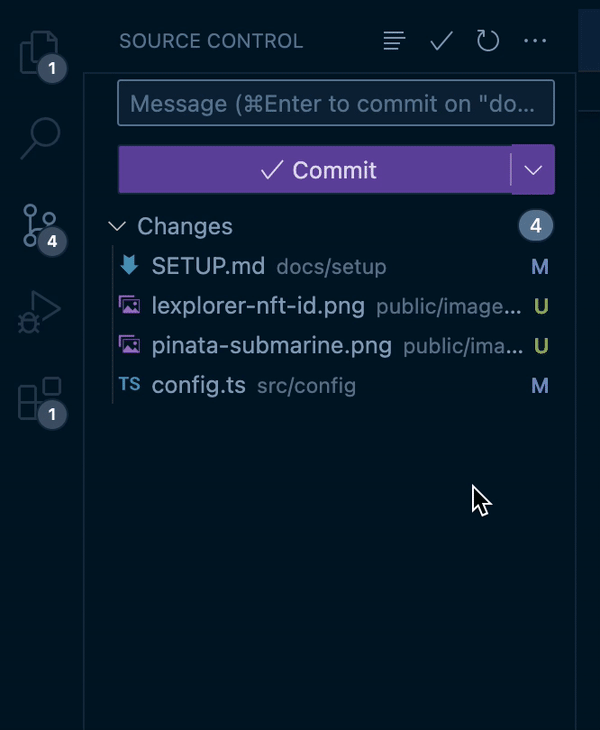 SOURCE CONTROL
1
Message (⌘Enter to commit on "do...
Commit
4
Changes 4
SETUP.md docs/setup M
lexplorer-nft-id.png public/image... U
pinata-submarine.png public/ima... U
TS config.ts src/config M
1